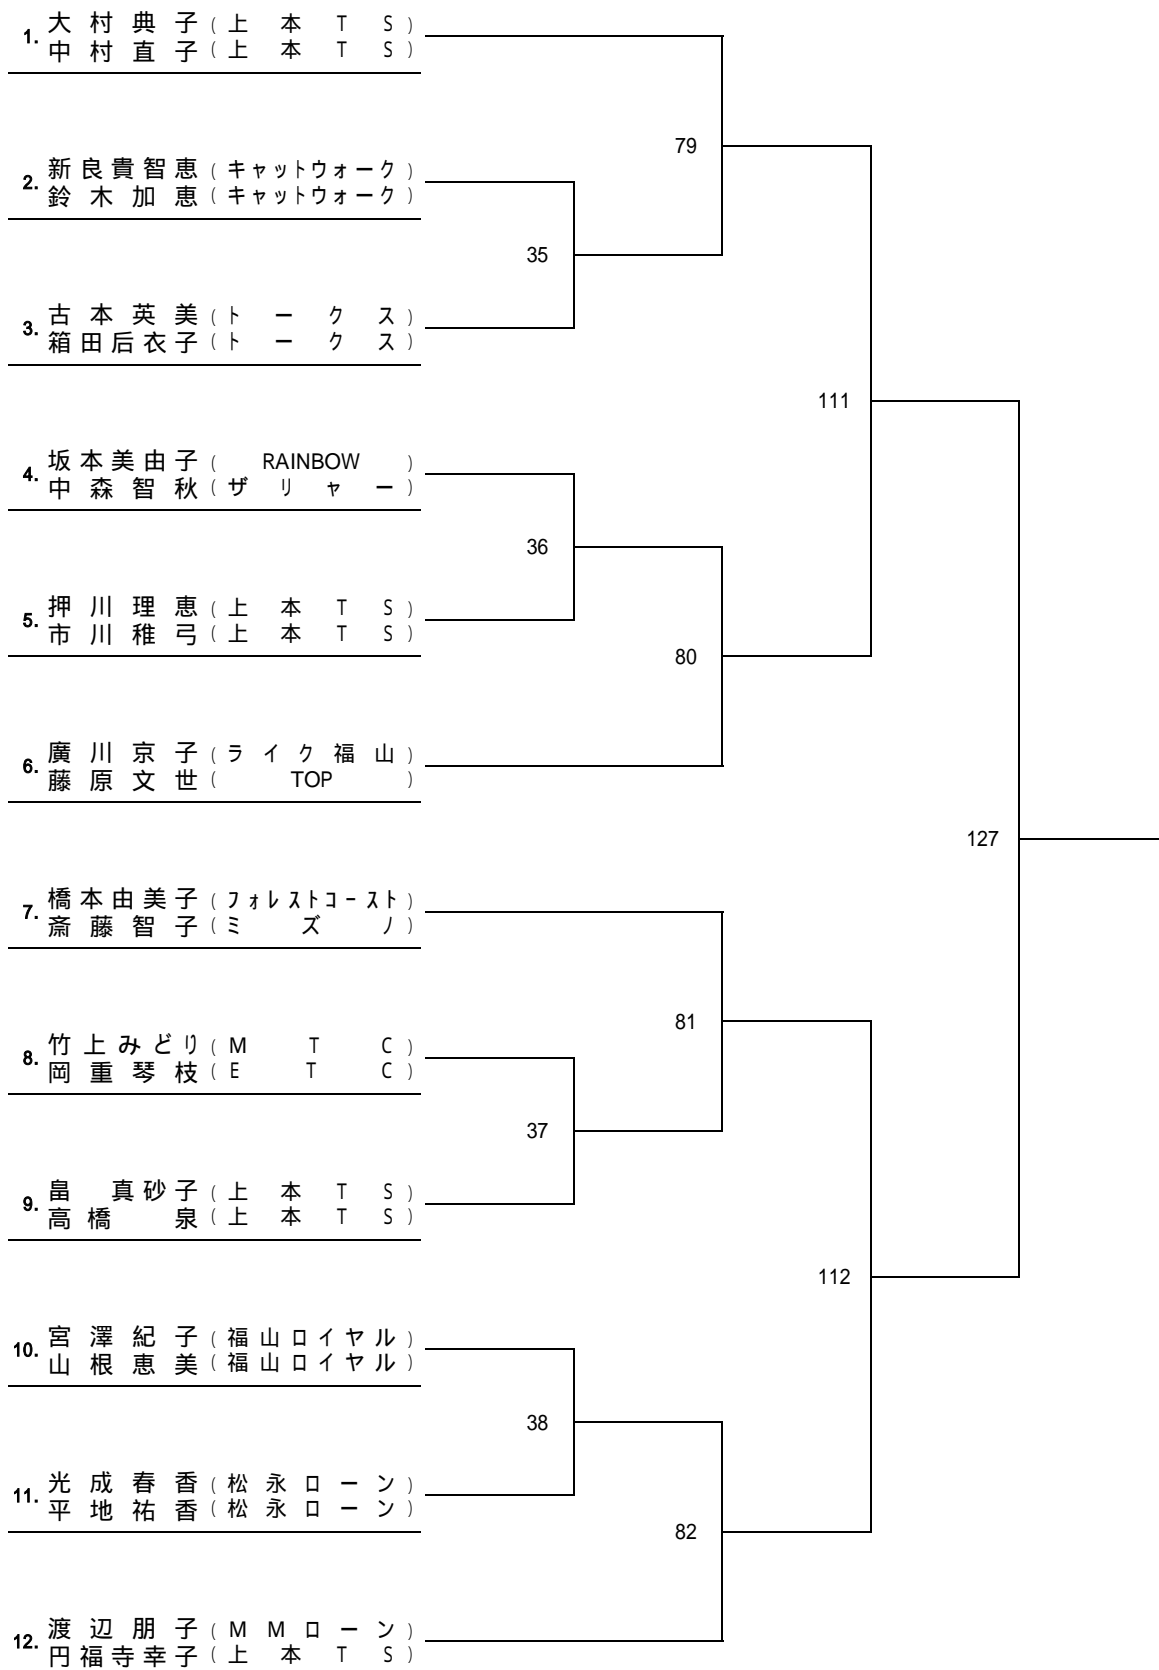 1. 大村典子(上本TS)
中村直子(上本TS)
79
2. 新良貴智恵(キャットウォーク)
鈴木加恵(キャットウォーク)
35
3. 古本英美(トークス)
箱田后衣子(トークス)
111
4. 坂本美由子(RAINBOW)
中森智秋(ザリャー)
36
5. 押川理恵(上本TS)
市川稚弓(上本TS)
80
6. 廣川京子(ライク福山)
藤原文世(TOP)
127
7. 橋本由美子(フォレストコースト)
斎藤智子(ミズノ)
81
8. 竹上みどり(MTC)
岡重琴枝(ETC)
37
9. 畠真砂子(上本TS)
高橋泉(上本TS)
112
10. 宮澤紀子(福山ロイヤル)
山根恵美(福山ロイヤル)
38
11. 光成春香(松永ローン)
平地祐香(松永ローン)
82
12. 渡辺朋子(MMローン)
円福寺幸子(上本TS)